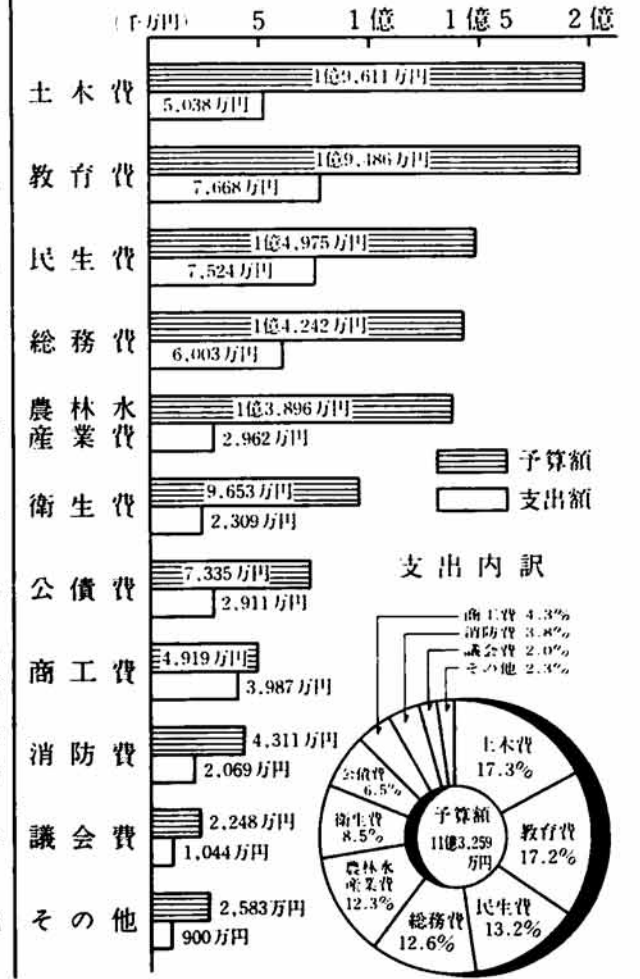 (千万円) 5 1億 1億5 2億
土木費
1億9,611万円
5,038万円
教育費
1億9,486万円
7,668万円
民生費
1億4,975万円
7,524万円
総務費
1億4,242万円
6,003万円
農林水
産業費
1億3,896万円
2,962万円
衛生費
9,653万円
2,309万円
公債費
7,335万円
2,911万円
商工費
4,919万円
3,987万円
消防費
4,311万円
2,069万円
議会費
2,248万円
1,044万円
その他
2,583万円
900万円
予算額
支出額
支出内訳
商工費 4.3%
消防費 3.8%
議会費 2.0%
その他 2.3%
土木費
17.3%
教育費
17.2%
民生費
13.2%
総務費
12.6%
農林水
産業費
12.3%
衛生費
8.5%
公債費
6.5%
予算額
11億3,259
万円